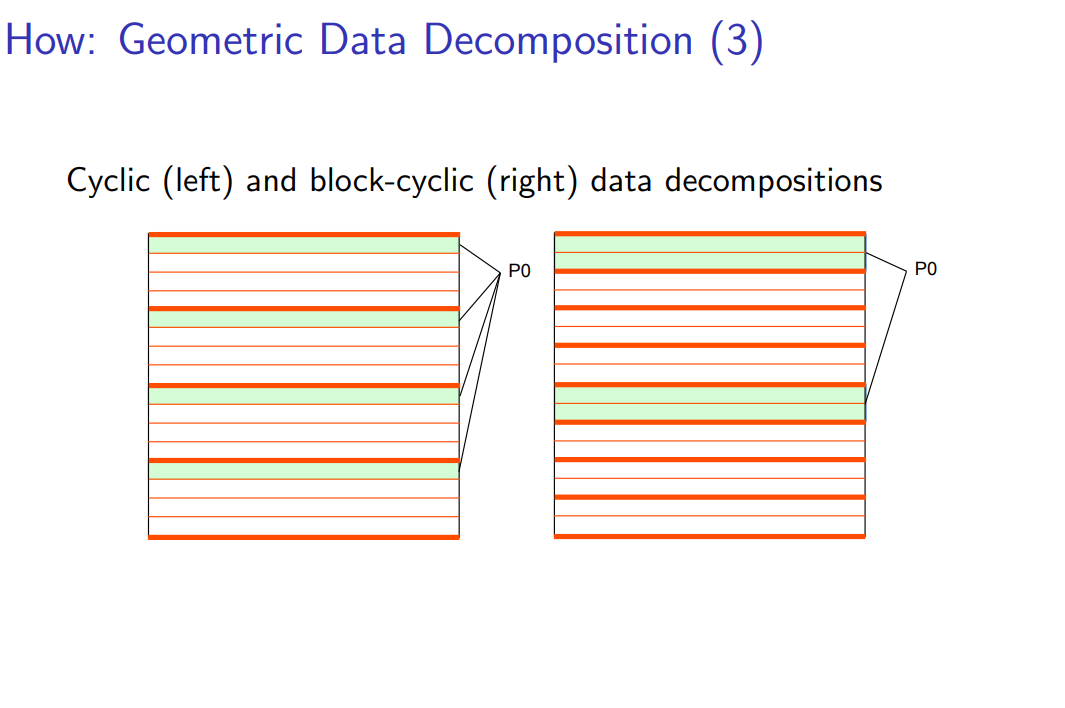 How: Geometric Data Decomposition (3)
Cyclic (left) and block-cyclic (right) data decompositions
P0
P0